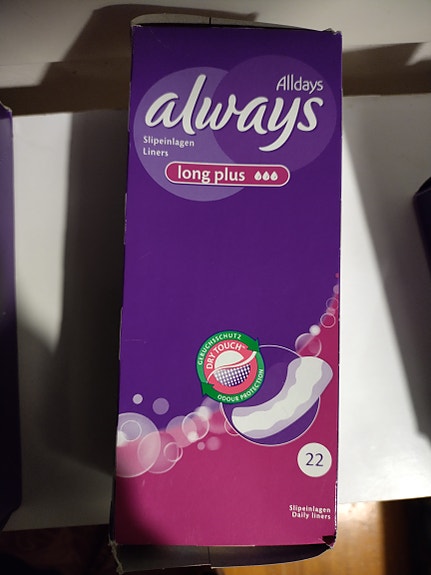 Alldays
always
Slipeinlagen
Liners
long plus
GERUCHSSCHUTZ
DRY TOUCH
ODOUR PROTECTION
22
Slipeinlagen
Daily liners